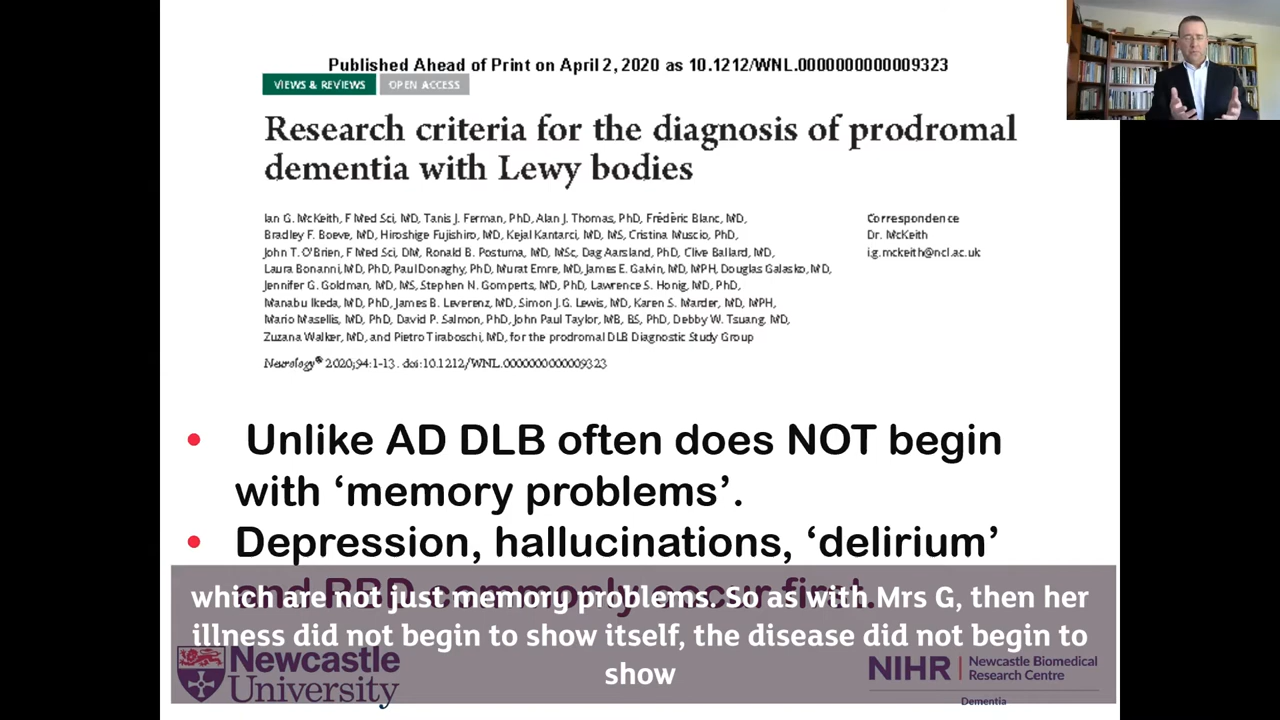 Published Ahead of Print on April 2, 2020 as 10.1212/WNL.0000000000009323
VIEWS & REVIEWS OPEN ACCESS
Research criteria for the diagnosis of prodromal
dementia with Lewy bodies
Ian G. McKeith, F Med Sci, MD, Tanis J. Ferman, PhD, Alan J. Thomas, PhD, Frédéric Blanc, MD,
Bradley F. Boeve, MD, Hiroshige Fujishiro, MD, Kejal Kantarci, MD, MS, Cristina Muscio, PhD,
John T. O'Brien, F Med Sci, DM, Ronald B. Postuma, MD, MSc, Dag Aarsland, PhD, Clive Ballard, MD,
Laura Bonanni, MD, PhD, Paul Donaghy, PhD, Murat Emre, MD, James E. Galvin, MD, MPH, Douglas Galasko, MD,
Jennifer G. Goldman, MD, MS, Stephen N. Gomperts, MD, PhD, Lawrence S. Honig, MD, PhD,
Manabu Ikeda, MD, PhD, James B. Leverenz, MD, Simon J.G. Lewis, MD, Karen S. Marder, MD, MPH,
Mario Masellis, MD, PhD, David P. Salmon, PhD, John Paul Taylor, MB, BS, PhD, Debby W. Tsuang, MD,
Zuzana Walker, MD, and Pietro Tiraboschi, MD, for the prodromal DLB Diagnostic Study Group
Correspondence
Dr. McKeith
i.g.mckeith@ncl.ac.uk
Neurology® 2020;94:1-13. doi:10.1212/WNL.0000000000009323
• Unlike AD DLB often does NOT begin
with ‘memory problems’.
• Depression, hallucinations, ‘delirium’
and RBD commonly occur first.
which are not just memory problems. So as with Mrs G, then her
illness did not begin to show itself, the disease did not begin to
show
Newcastle
University
NIHR | Newcastle Biomedical
Research Centre
Dementia